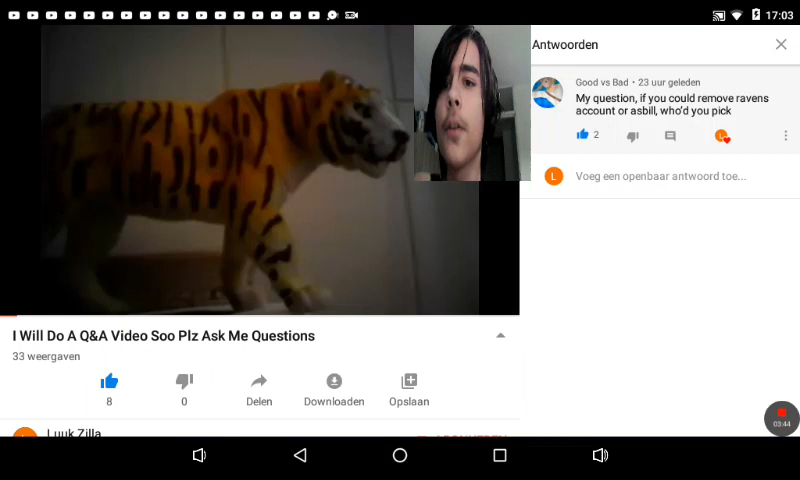 17:03
Antwoorden
Good vs Bad • 23 uur geleden
My question, if you could remove ravens
account or asbill, who'd you pick
2
L
L
Voeg een openbaar antwoord toe...
I Will Do A Q&A Video Soo Plz Ask Me Questions
33 weergaven
8
0
Delen
Downloaden
Opslaan
03:44
Luuk Zilla